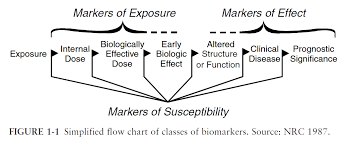 Markers of Exposure
Markers of Effect
Exposure
Internal
Dose
Biologically
Effective
Dose
Early
Biologic
Effect
Altered
Structure
or Function
Clinical
Disease
Prognostic
Significance
Markers of Susceptibility
FIGURE 1-1 Simplified flow chart of classes of biomarkers. Source: NRC 1987.